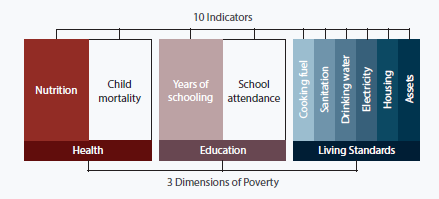 10 Indicators
Nutrition
Child
mortality
Years of
schooling
School
attendance
Cooking fuel
Sanitation
Drinking water
Electricity
Housing
Assets
Health
Education
Living Standards
3 Dimensions of Poverty